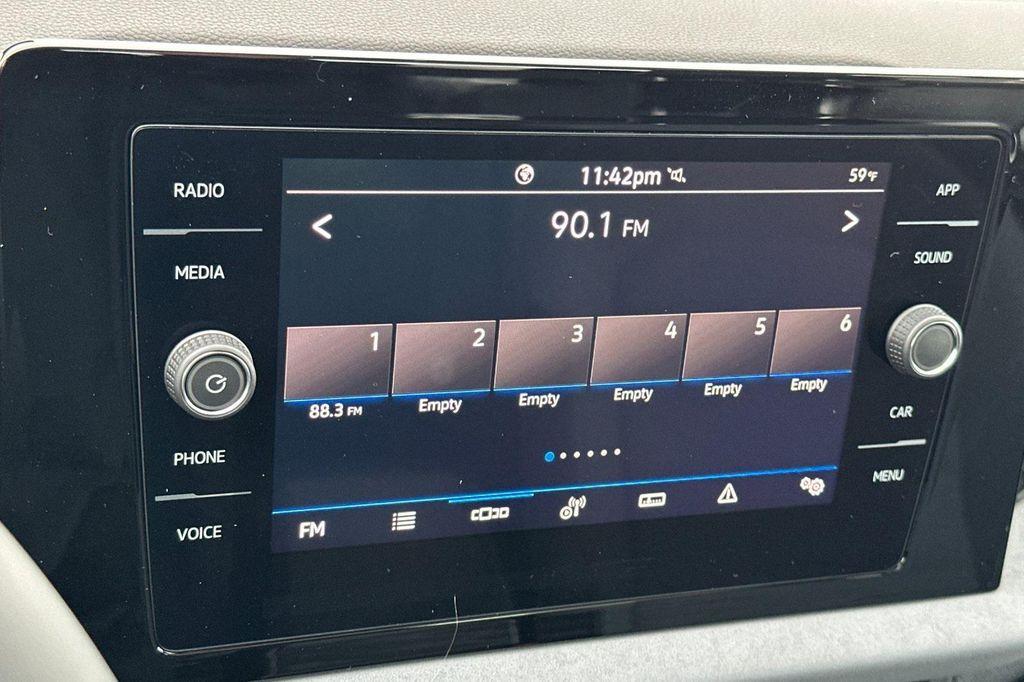 11:42pm 59°F
RADIO
APP
90.1 FM
MEDIA
SOUND
1 2 3 4 5 6
88.3 FM Empty Empty Empty Empty Empty
CAR
PHONE
MENU
FM
VOICE